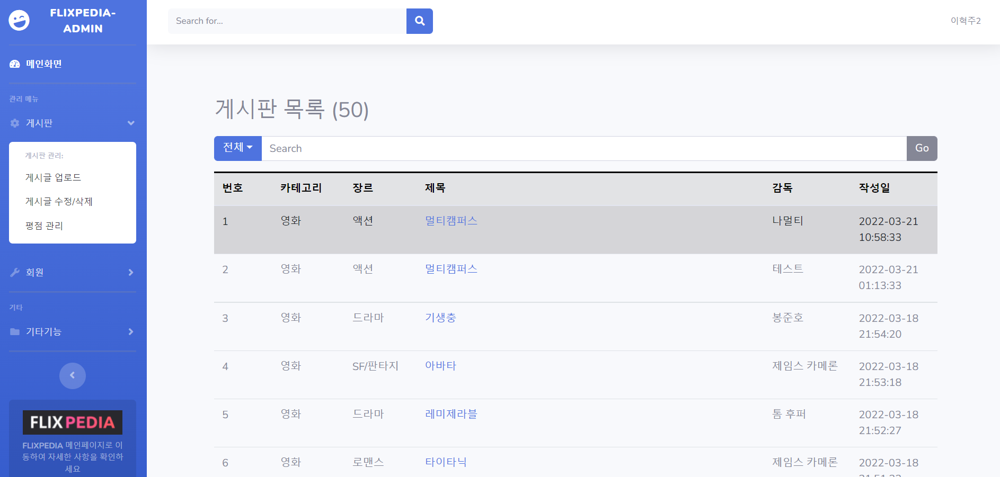 FLIXPEDIA-
ADMIN
메인화면
관리 메뉴
게시판
게시판 관리:
게시글 업로드
게시글 수정/삭제
평점 관리
회원
기타
기타기능
FLIXPEDIA
FLIXPEDIA 메인페이지로 이
동하여 자세한 사항을 확인하
세요
Search for...
이혁주2
게시판 목록 (50)
전체 Search Go
번호 카테고리 장르 제목 감독 작성일
1 영화 액션 멀티캠퍼스 나멀티 2022-03-21
10:58:33
2 영화 액션 멀티캠퍼스 테스트 2022-03-21
01:13:33
3 영화 드라마 기생충 봉준호 2022-03-18
21:54:20
4 영화 SF/판타지 아바타 제임스 카메론 2022-03-18
21:53:18
5 영화 드라마 레미제라블 톰 후퍼 2022-03-18
21:52:27
6 영화 로맨스 타이타닉 제임스 카메론 2022-03-18